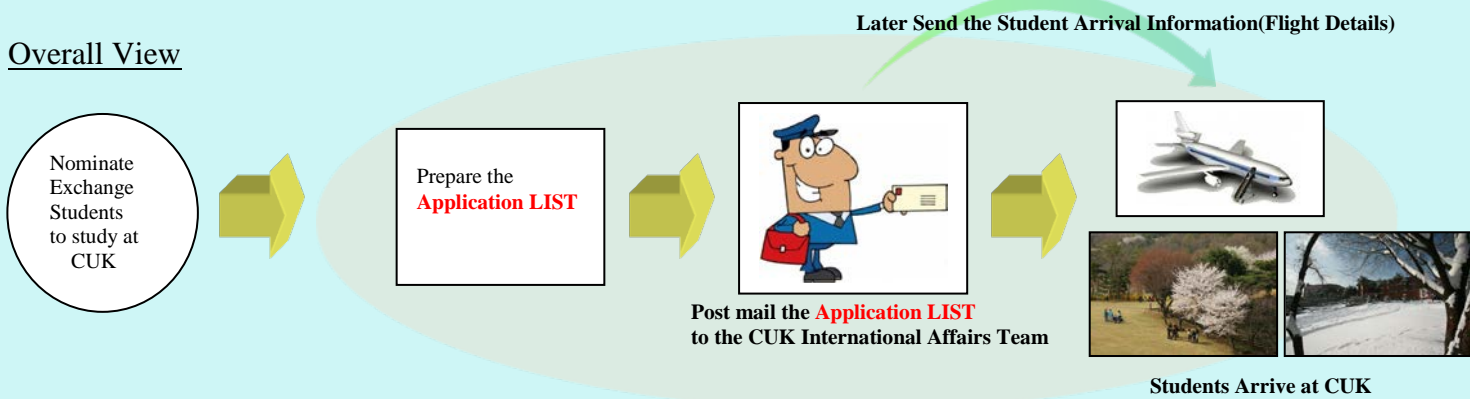 Later Send the Student Arrival Information(Flight Details)
Overall View
Nominate
Exchange
Students
to study at
CUK
Prepare the
Application LIST
Post mail the Application LIST
to the CUK International Affairs Team
Students Arrive at CUK